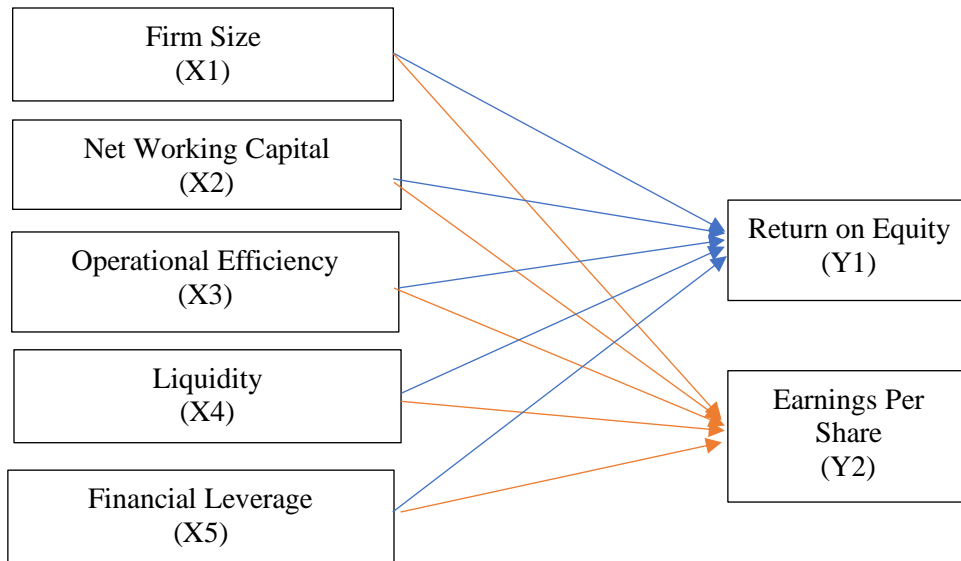 Firm Size
(X1)
Net Working Capital
(X2)
Operational Efficiency
(X3)
Liquidity
(X4)
Financial Leverage
(X5)
Return on Equity
(Y1)
Earnings Per
Share
(Y2)